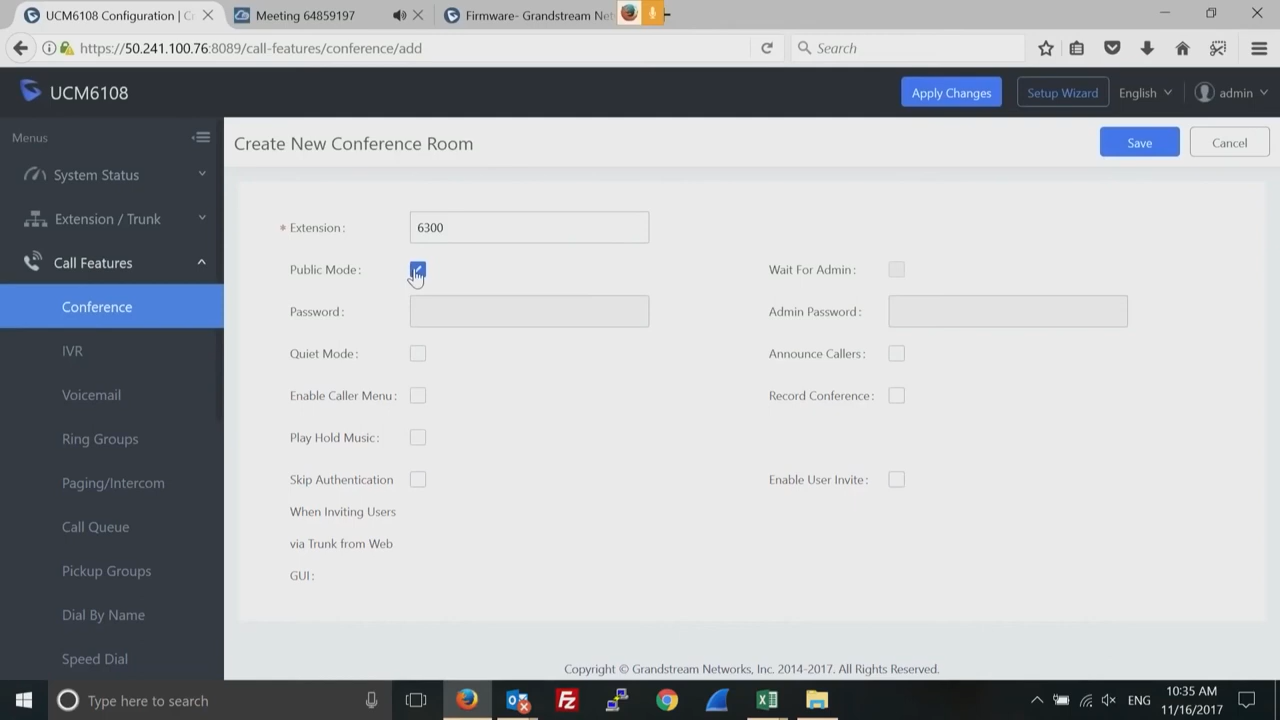 UCM6108 Configuration | C
Meeting 64859197
Firmware- Grandstream Net
https://50.241.100.76:8089/call-features/conference/add
Search
UCM6108
Apply Changes
Setup Wizard
English
admin
Menus
System Status
Extension / Trunk
Call Features
Conference
IVR
Voicemail
Ring Groups
Paging/Intercom
Call Queue
Pickup Groups
Dial By Name
Speed Dial
Create New Conference Room
Save
Cancel
* Extension :
6300
Public Mode :
Wait For Admin :
Password :
Admin Password :
Quiet Mode :
Announce Callers :
Enable Caller Menu :
Record Conference :
Play Hold Music :
Skip Authentication
When Inviting Users
via Trunk from Web
GUI :
Enable User Invite :
Copyright © Grandstream Networks, Inc. 2014-2017. All Rights Reserved.
Type here to search
ENG
10:35 AM
11/16/2017